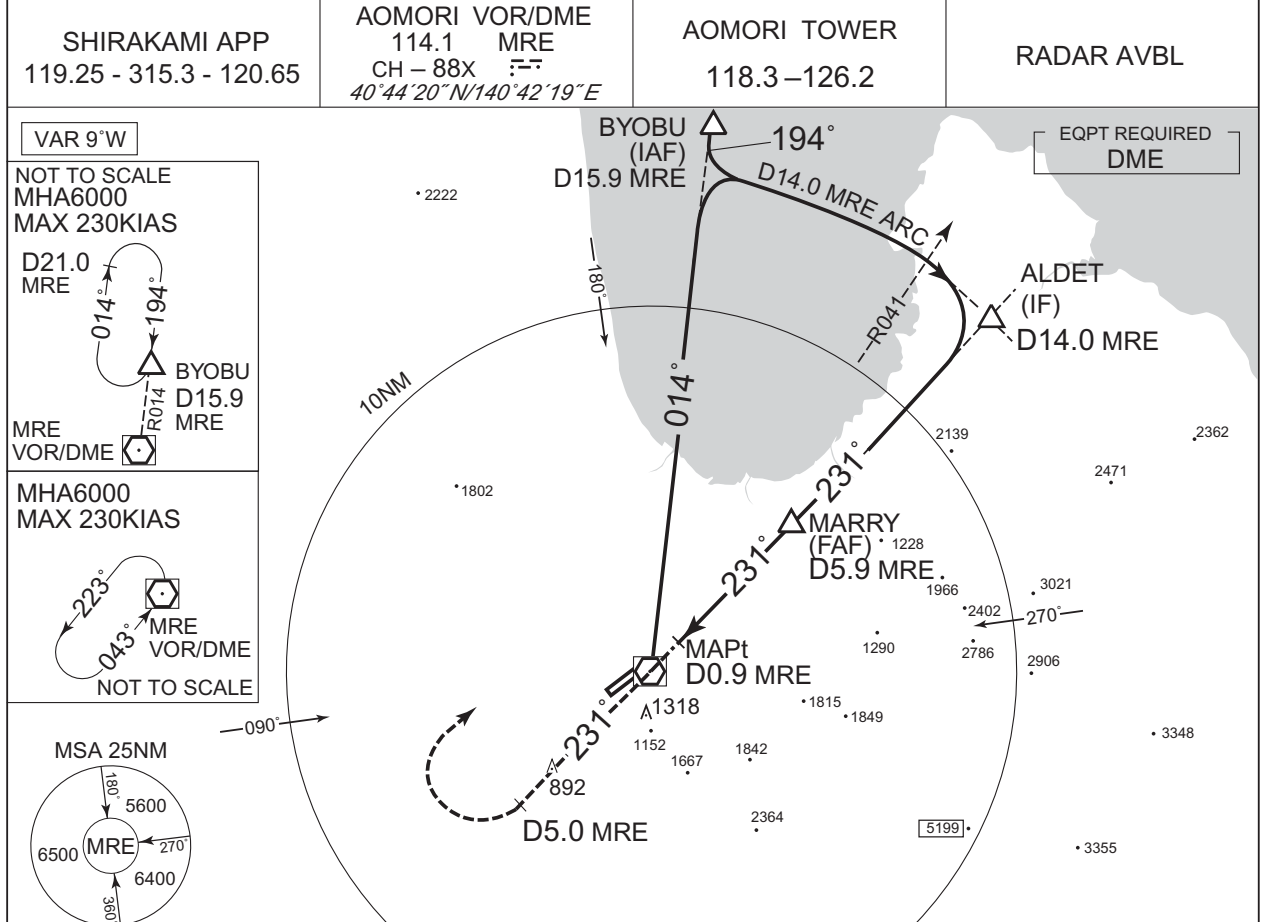 SHIRAKAMI APP
119.25 - 315.3 - 120.65
AOMORI VOR/DME
114.1 MRE
CH – 88X
40°44′20″N/140°42′19″E
AOMORI TOWER
118.3 –126.2
RADAR AVBL
VAR 9°W
NOT TO SCALE
MHA6000
MAX 230KIAS
D21.0
MRE
014°
194°
BYOBU
D15.9
MRE
R014
MRE
VOR/DME
MHA6000
MAX 230KIAS
223°
043°
MRE
VOR/DME
NOT TO SCALE
MSA 25NM
180°
5600
MRE
270°
6500
6400
360°
EQPT REQUIRED
DME
BYOBU
(IAF)
D15.9 MRE
194°
D14.0 MRE ARC
2222
180°
R041
ALDET
(IF)
D14.0 MRE
10NM
014°
2139
2362
2471
1802
231°
MARRY
(FAF)
D5.9 MRE
1228
231°
1966
3021
2402
270°
1290
2786
2906
MAPt
D0.9 MRE
1318
1815
1849
1152
231°
090°
1667
1842
3348
892
D5.0 MRE
2364
5199
3355